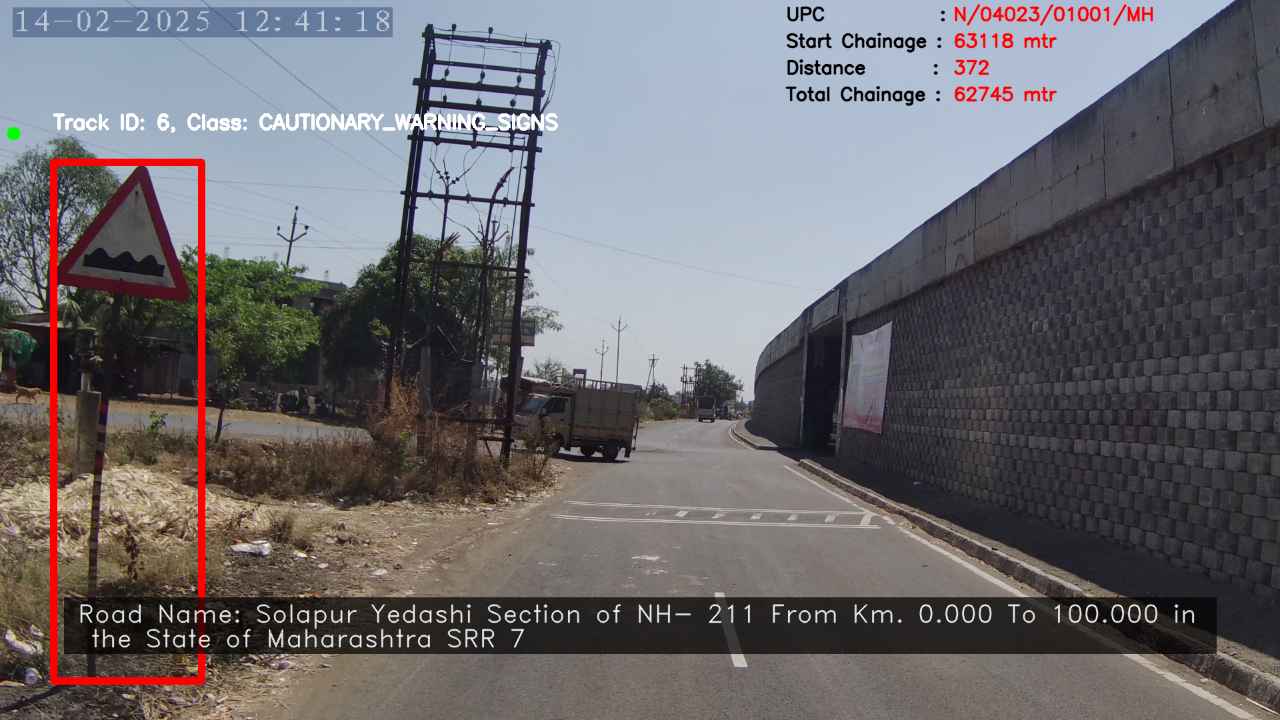 14-02-2025 12:41:18
UPC : N/04023/01001/MH
Start Chainage : 63118 mtr
Distance : 372
Total Chainage : 62745 mtr
Track ID: 6, Class: CAUTIONARY_WARNING_SIGNS
Road Name: Solapur Yedashi Section of NH- 211 From Km. 0.000 To 100.000 in
the State of Maharashtra SRR 7